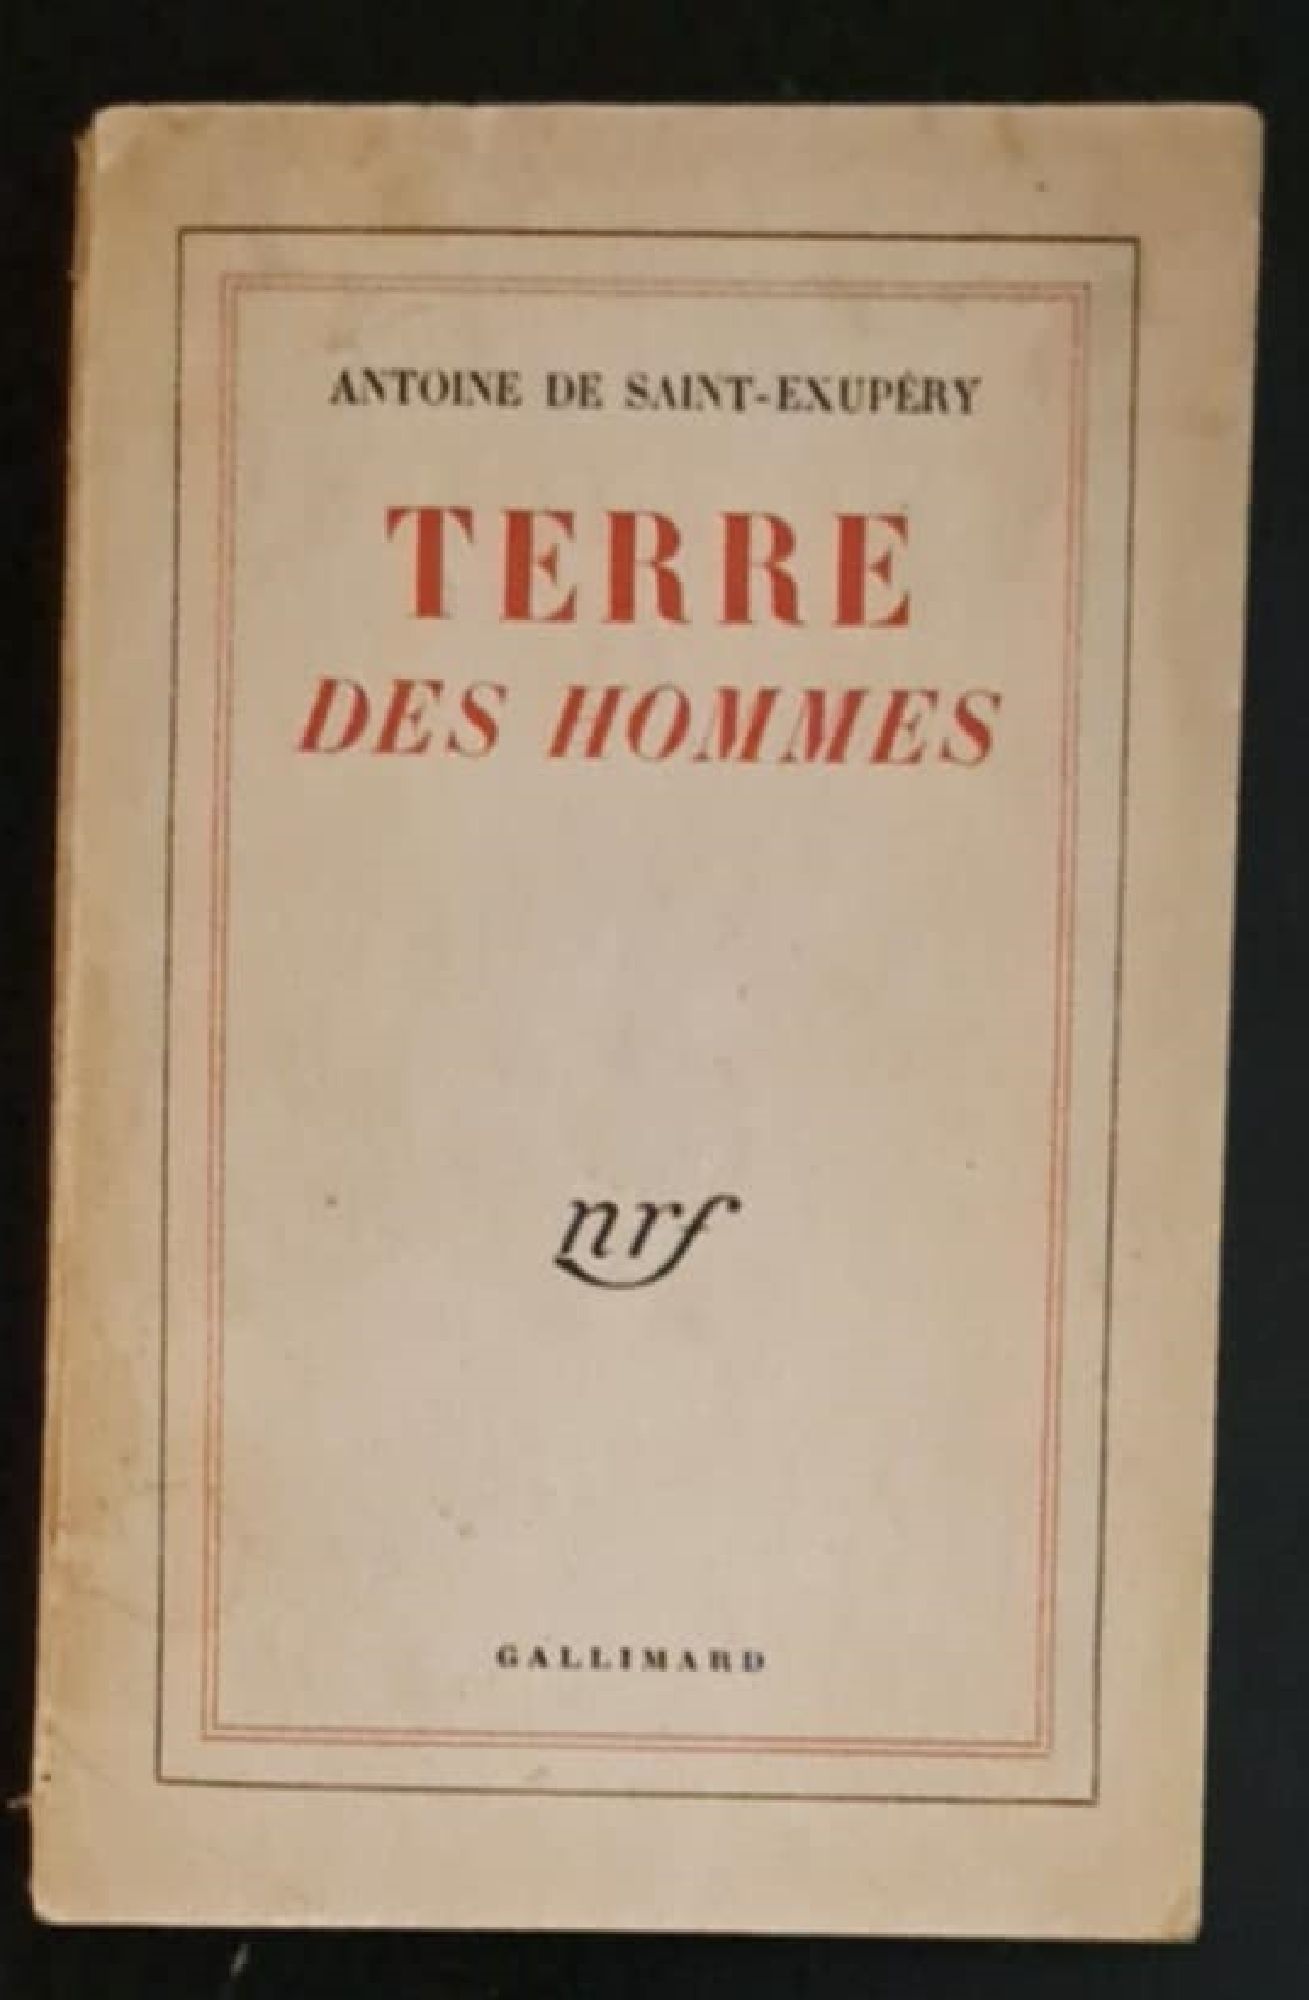 ANTOINE DE SAINT-EXUPÉRY
TERRE
DES HOMMES
nrf
GALLIMARD